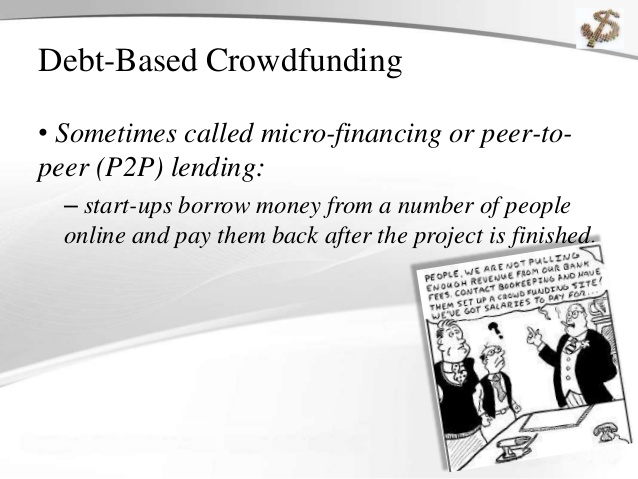 Debt-Based Crowdfunding
• Sometimes called micro-financing or peer-to-
peer (P2P) lending:
– start-ups borrow money from a number of people
online and pay them back after the project is finished.
PEOPLE, WE ARE NOT PULLING
ENOUGH REVENUE FROM OUR BANK
FEES. CONTACT BOOKEEPING AND HAVE
THEM SET UP A CROWD FUNDING SITE!
WE'VE GOT SALARIES TO PAY FOR...
?